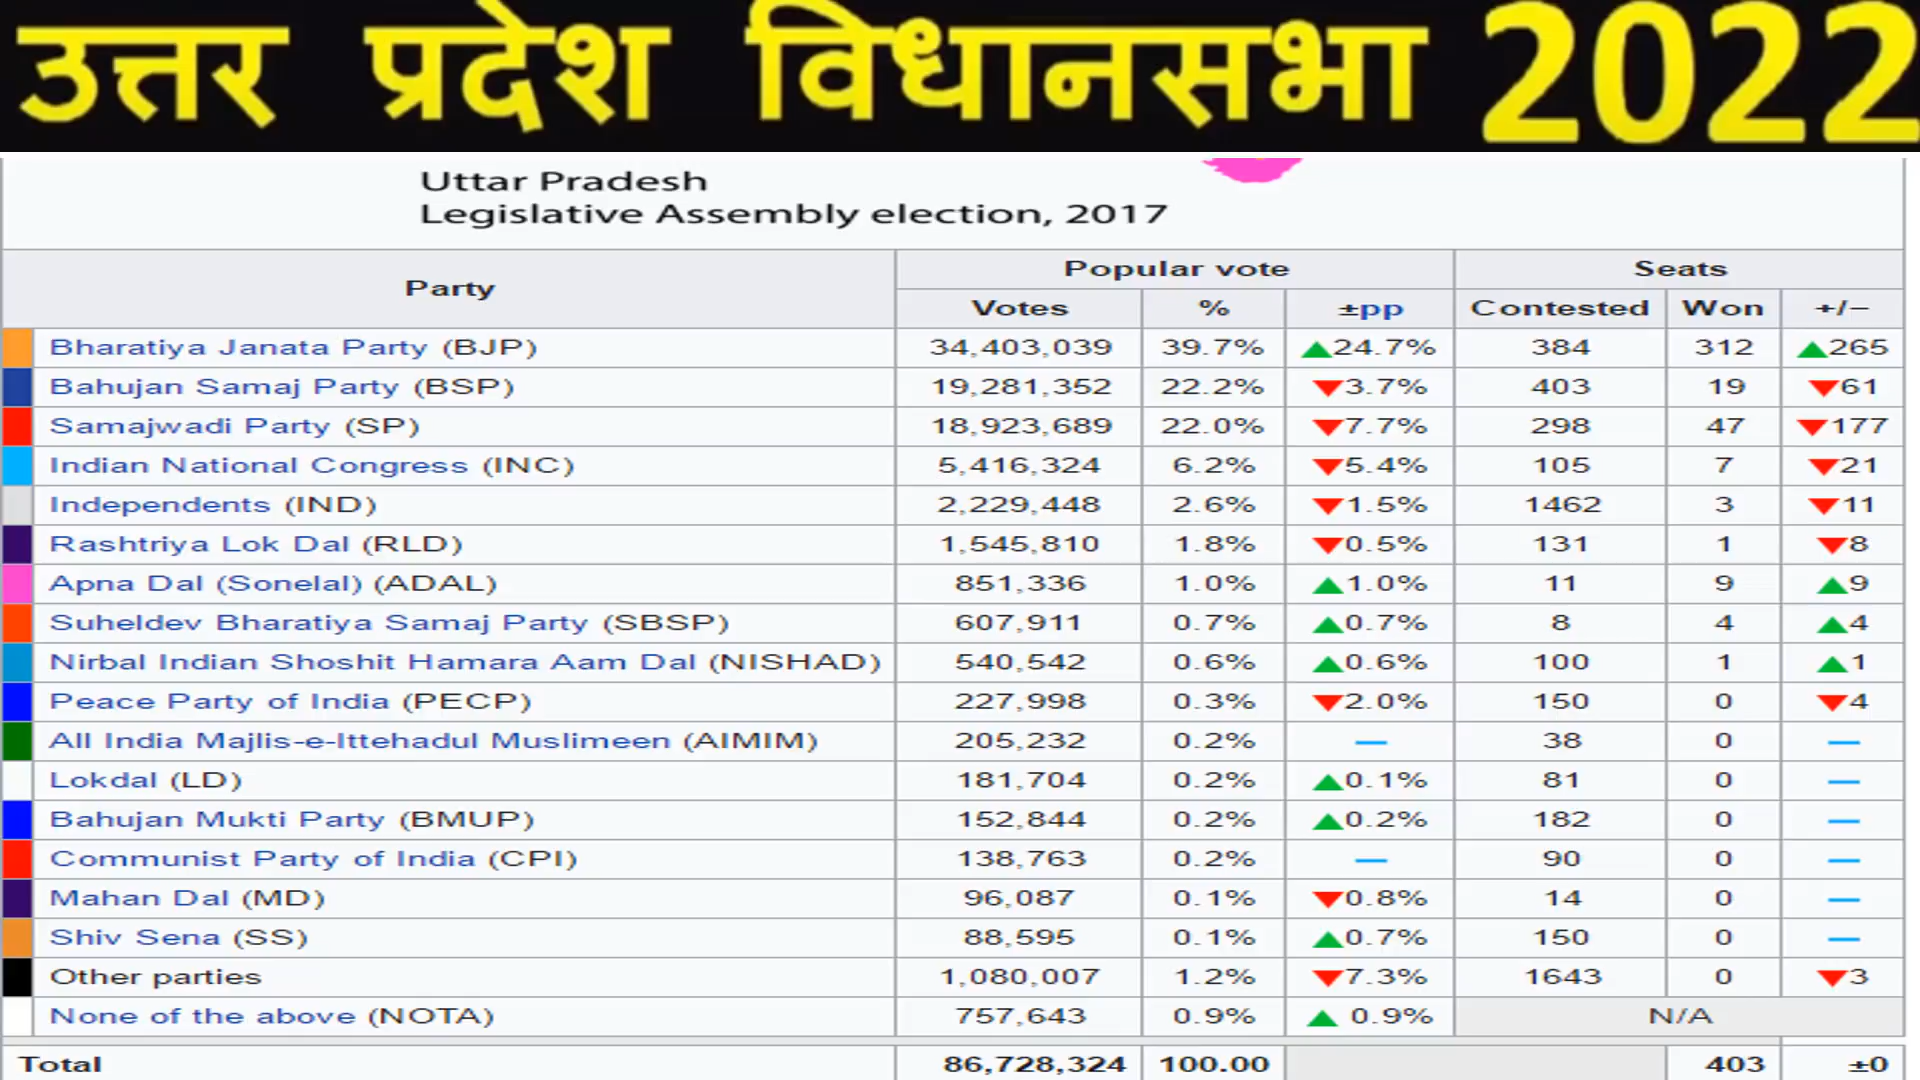 उत्तर प्रदेश विधानसभा 2022
Uttar Pradesh
Legislative Assembly election, 2017
Party Popular vote Seats
Votes % ±pp Contested Won +/−
Bharatiya Janata Party (BJP) 34,403,039 39.7% ▲24.7% 384 312 ▲265
Bahujan Samaj Party (BSP) 19,281,352 22.2% ▼3.7% 403 19 ▼61
Samajwadi Party (SP) 18,923,689 22.0% ▼7.7% 298 47 ▼177
Indian National Congress (INC) 5,416,324 6.2% ▼5.4% 105 7 ▼21
Independents (IND) 2,229,448 2.6% ▼1.5% 1462 3 ▼11
Rashtriya Lok Dal (RLD) 1,545,810 1.8% ▼0.5% 131 1 ▼8
Apna Dal (Sonelal) (ADAL) 851,336 1.0% ▲1.0% 11 9 ▲9
Suheldev Bharatiya Samaj Party (SBSP) 607,911 0.7% ▲0.7% 8 4 ▲4
Nirbal Indian Shoshit Hamara Aam Dal (NISHAD) 540,542 0.6% ▲0.6% 100 1 ▲1
Peace Party of India (PECP) 227,998 0.3% ▼2.0% 150 0 ▼4
All India Majlis-e-Ittehadul Muslimeen (AIMIM) 205,232 0.2% — 38 0 —
Lokdal (LD) 181,704 0.2% ▲0.1% 81 0 —
Bahujan Mukti Party (BMUP) 152,844 0.2% ▲0.2% 182 0 —
Communist Party of India (CPI) 138,763 0.2% — 90 0 —
Mahan Dal (MD) 96,087 0.1% ▼0.8% 14 0 —
Shiv Sena (SS) 88,595 0.1% ▲0.7% 150 0 —
Other parties 1,080,007 1.2% ▼7.3% 1643 0 ▼3
None of the above (NOTA) 757,643 0.9% ▲ 0.9% N/A
Total 86,728,324 100.00 403 ±0